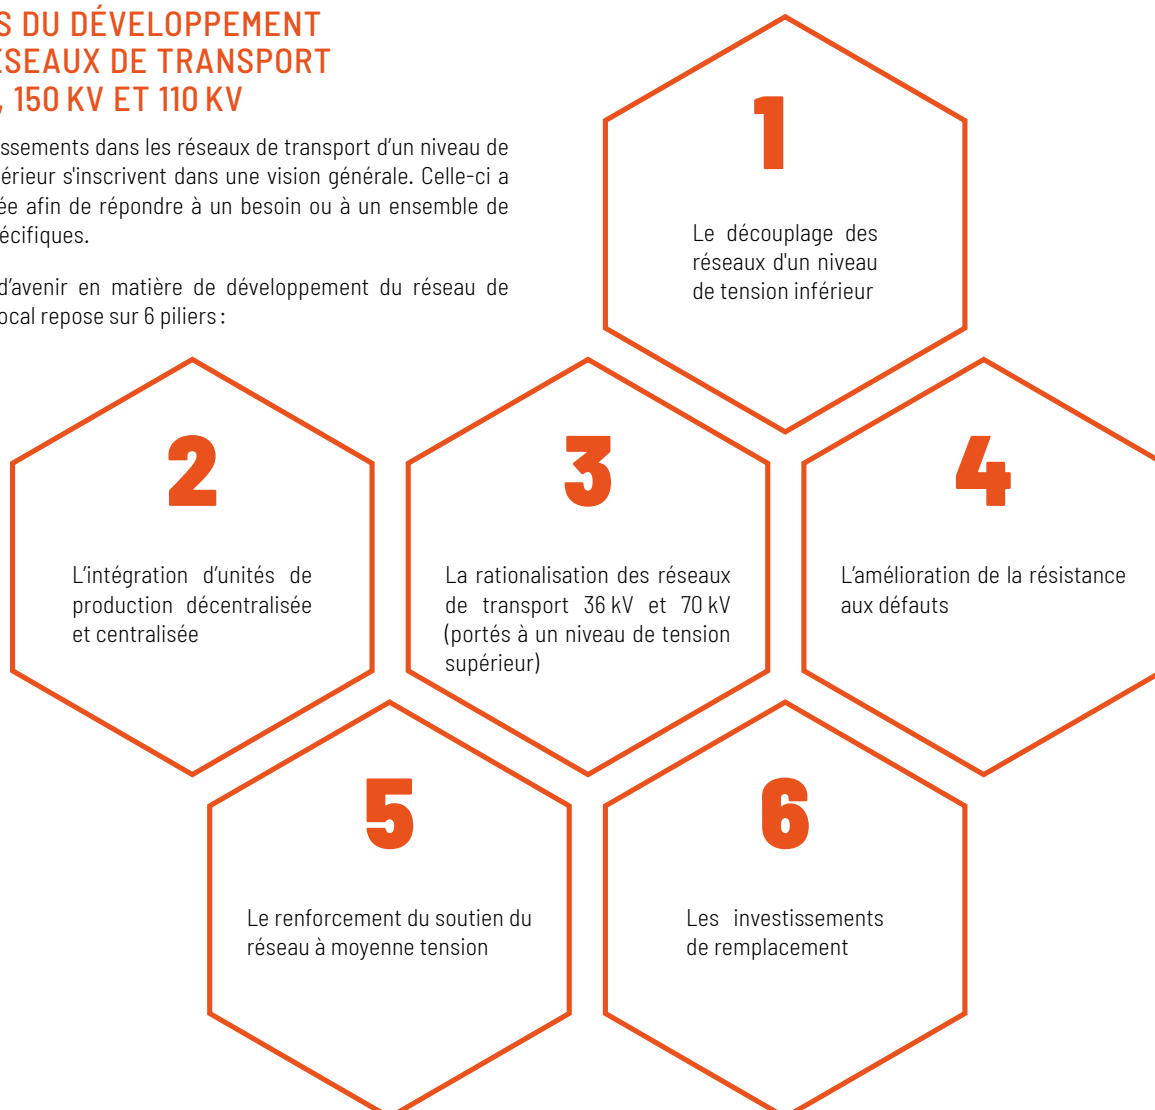 S DU DÉVELOPPEMENT
ÉSEAUX DE TRANSPORT
, 150 KV ET 110 KV
issements dans les réseaux de transport d’un niveau de
érieur s'inscrivent dans une vision générale. Celle-ci a
ée afin de répondre à un besoin ou à un ensemble de
écifiques.
d’avenir en matière de développement du réseau de
ocal repose sur 6 piliers :
1
Le découplage des
réseaux d'un niveau
de tension inférieur
2
L’intégration d’unités de
production décentralisée
et centralisée
3
La rationalisation des réseaux
de transport 36 kV et 70 kV
(portés à un niveau de tension
supérieur)
4
L’amélioration de la résistance
aux défauts
5
Le renforcement du soutien du
réseau à moyenne tension
6
Les investissements
de remplacement